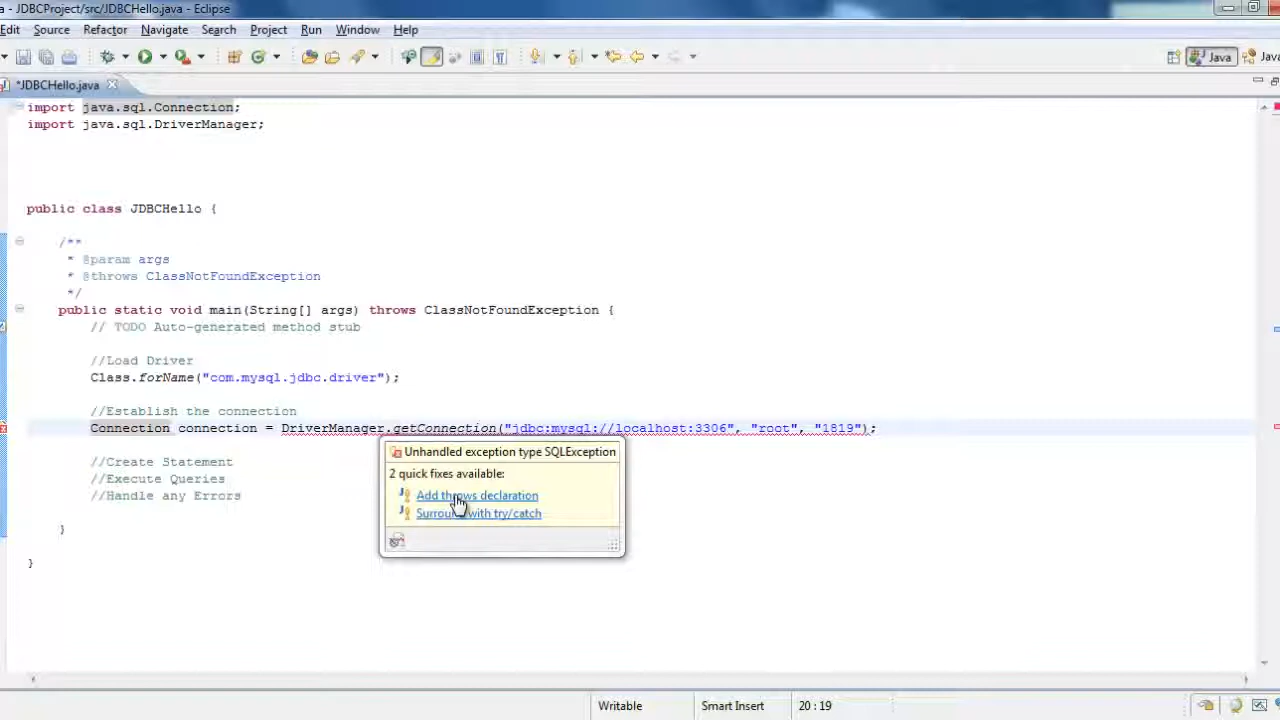 a - JDBCProject/src/JDBCHello.java - Eclipse
Edit Source Refactor Navigate Search Project Run Window Help
Java
*JDBCHello.java
import java.sql.Connection;
import java.sql.DriverManager;
public class JDBCHello {
/**
* @param args
* @throws ClassNotFoundException
*/
public static void main(String[] args) throws ClassNotFoundException {
// TODO Auto-generated method stub
//Load Driver
Class.forName("com.mysql.jdbc.driver");
//Establish the connection
Connection connection = DriverManager.getConnection("jdbc:mysql://localhost:3306", "root", "1819");
Unhandled exception type SQLException
2 quick fixes available:
Add throws declaration
Surround with try/catch
//Create Statement
//Execute Queries
//Handle any Errors
}
}
Writable Smart Insert 20 : 19